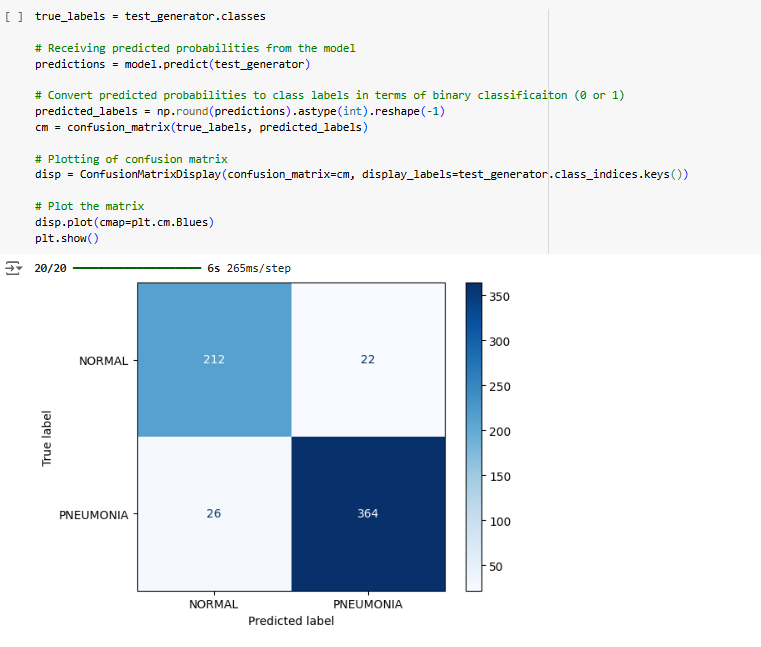 [ ] true_labels = test_generator.classes
# Receiving predicted probabilities from the model
predictions = model.predict(test_generator)
# Convert predicted probabilities to class labels in terms of binary classificaiton (0 or 1)
predicted_labels = np.round(predictions).astype(int).reshape(-1)
cm = confusion_matrix(true_labels, predicted_labels)
# Plotting of confusion matrix
disp = ConfusionMatrixDisplay(confusion_matrix=cm, display_labels=test_generator.class_indices.keys())
# Plot the matrix
disp.plot(cmap=plt.cm.Blues)
plt.show()
20/20 ━━━━━━━━━━━━━━━━━━━━ 6s 265ms/step
NORMAL
PNEUMONIA
True label
212
22
26
364
NORMAL
PNEUMONIA
Predicted label
350
300
250
200
150
100
50